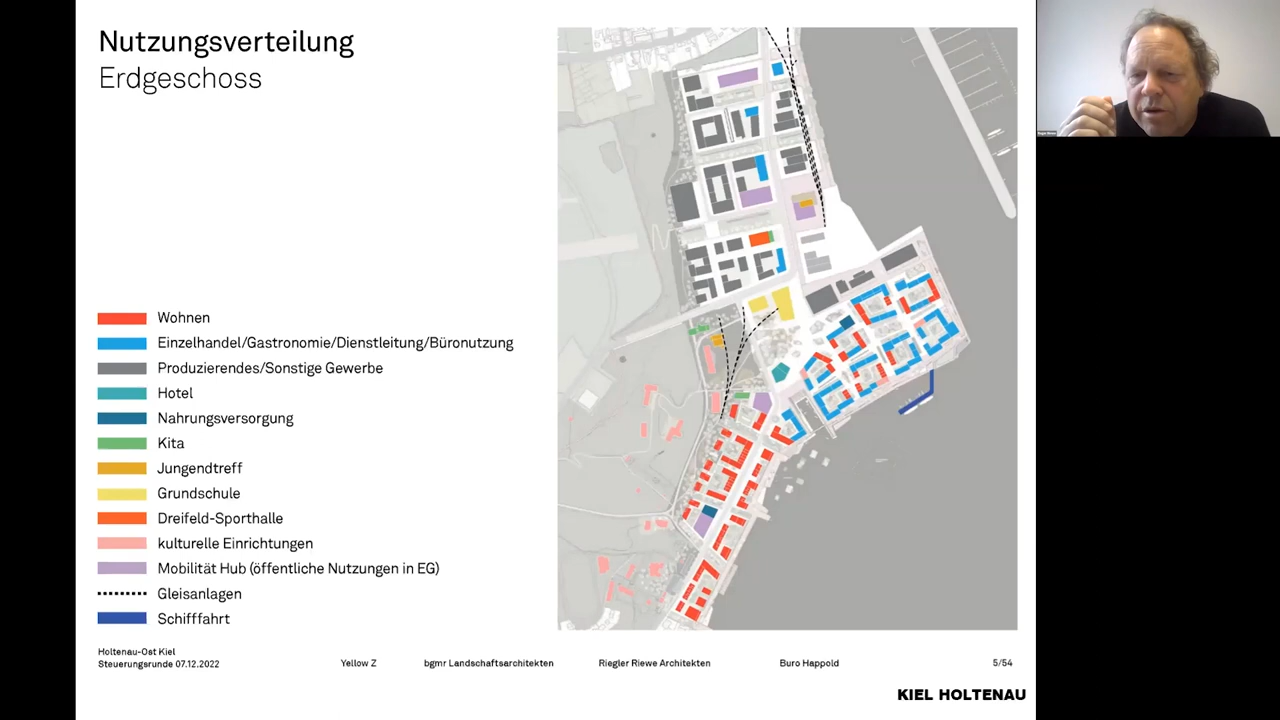 Nutzungsverteilung
Erdgeschoss
Wohnen
Einzelhandel/Gastronomie/Dienstleitung/Büronutzung
Produzierendes/Sonstige Gewerbe
Hotel
Nahrungsversorgung
Kita
Jungendtreff
Grundschule
Dreifeld-Sporthalle
kulturelle Einrichtungen
Mobilität Hub (öffentliche Nutzungen in EG)
Gleisanlagen
Schifffahrt
Holtenau-Ost Kiel
Steuerungsrunde 07.12.2022
Yellow Z
bgmr Landschaftsarchitekten
Riegler Riewe Architekten
Buro Happold
5/54
KIEL HOLTENAU